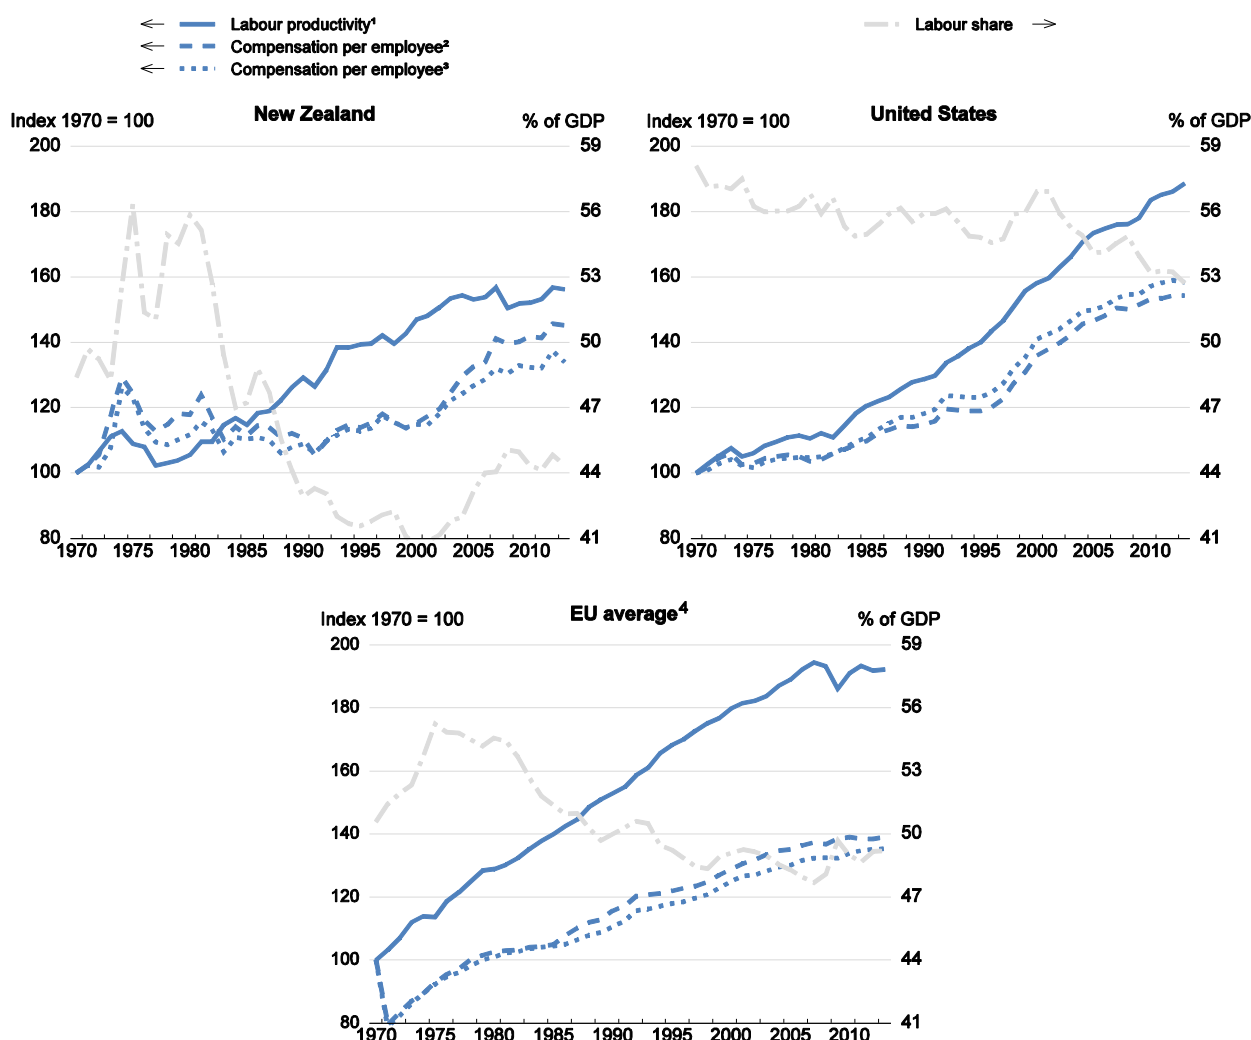 Labour productivity¹
Compensation per employee²
Compensation per employee³
Labour share
Index 1970 = 100 New Zealand % of GDP
200 59
180 56
160 53
140 50
120 47
100 44
80 41
1970 1975 1980 1985 1990 1995 2000 2005 2010
Index 1970 = 100 United States % of GDP
200 59
180 56
160 53
140 50
120 47
100 44
80 41
1970 1975 1980 1985 1990 1995 2000 2005 2010
Index 1970 = 100 EU average⁴ % of GDP
200 59
180 56
160 53
140 50
120 47
100 44
80 41
1970 1975 1980 1985 1990 1995 2000 2005 2010